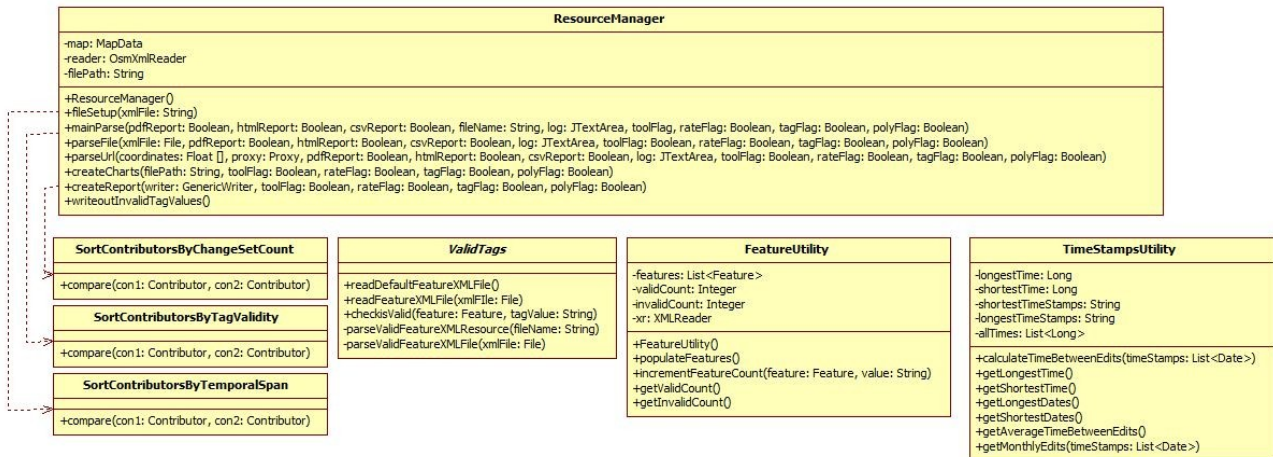 ResourceManager
-map: MapData
-reader: OsmXmlReader
-filePath: String
+ResourceManager()
+fileSetup(xmlFile: String)
+mainParse(pdfReport: Boolean, htmlReport: Boolean, csvReport: Boolean, fileName: String, log: JTextArea, toolFlag, rateFlag: Boolean, tagFlag: Boolean, polyFlag: Boolean)
+parseFile(xmlFile: File, pdfReport: Boolean, htmlReport: Boolean, csvReport: Boolean, log: JTextArea, toolFlag: Boolean, rateFlag: Boolean, tagFlag: Boolean, polyFlag: Boolean)
+parseUrl(coordinates: Float [], proxy: Proxy, pdfReport: Boolean, htmlReport: Boolean, csvReport: Boolean, log: JTextArea, toolFlag: Boolean, rateFlag: Boolean, tagFlag: Boolean, polyFlag: Boolean)
+createCharts(filePath: String, toolFlag: Boolean, rateFlag: Boolean, tagFlag: Boolean, polyFlag: Boolean)
+createReport(writer: GenericWriter, toolFlag: Boolean, rateFlag: Boolean, tagFlag: Boolean, polyFlag: Boolean)
+writeoutInvalidTagValues()
SortContributorsByChangeSetCount
+compare(con1: Contributor, con2: Contributor)
SortContributorsByTagValidity
+compare(con1: Contributor, con2: Contributor)
SortContributorsByTemporalSpan
+compare(con1: Contributor, con2: Contributor)
ValidTags
+readDefaultFeatureXMLFile()
+readFeatureXMLFile(xmlFIle: File)
+checkisValid(feature: Feature, tagValue: String)
-parseValidFeatureXMLResource(fileName: String)
-parseValidFeatureXMLFile(xmlFile: File)
FeatureUtility
-features: List<Feature>
-validCount: Integer
-invalidCount: Integer
-xr: XMLReader
+FeatureUtility()
+populateFeatures()
+incrementFeatureCount(feature: Feature, value: String)
+getValidCount()
+getInvalidCount()
TimeStampsUtility
-longestTime: Long
-shortestTime: Long
-shortestTimeStamps: String
-longestTimeStamps: String
-allTimes: List<Long>
+calculateTimeBetweenEdits(timeStamps: List<Date>)
+getLongestTime()
+getShortestTime()
+getLongestDates()
+getShortestDates()
+getAverageTimeBetweenEdits()
+getMonthlyEdits(timeStamps: List<Date>)